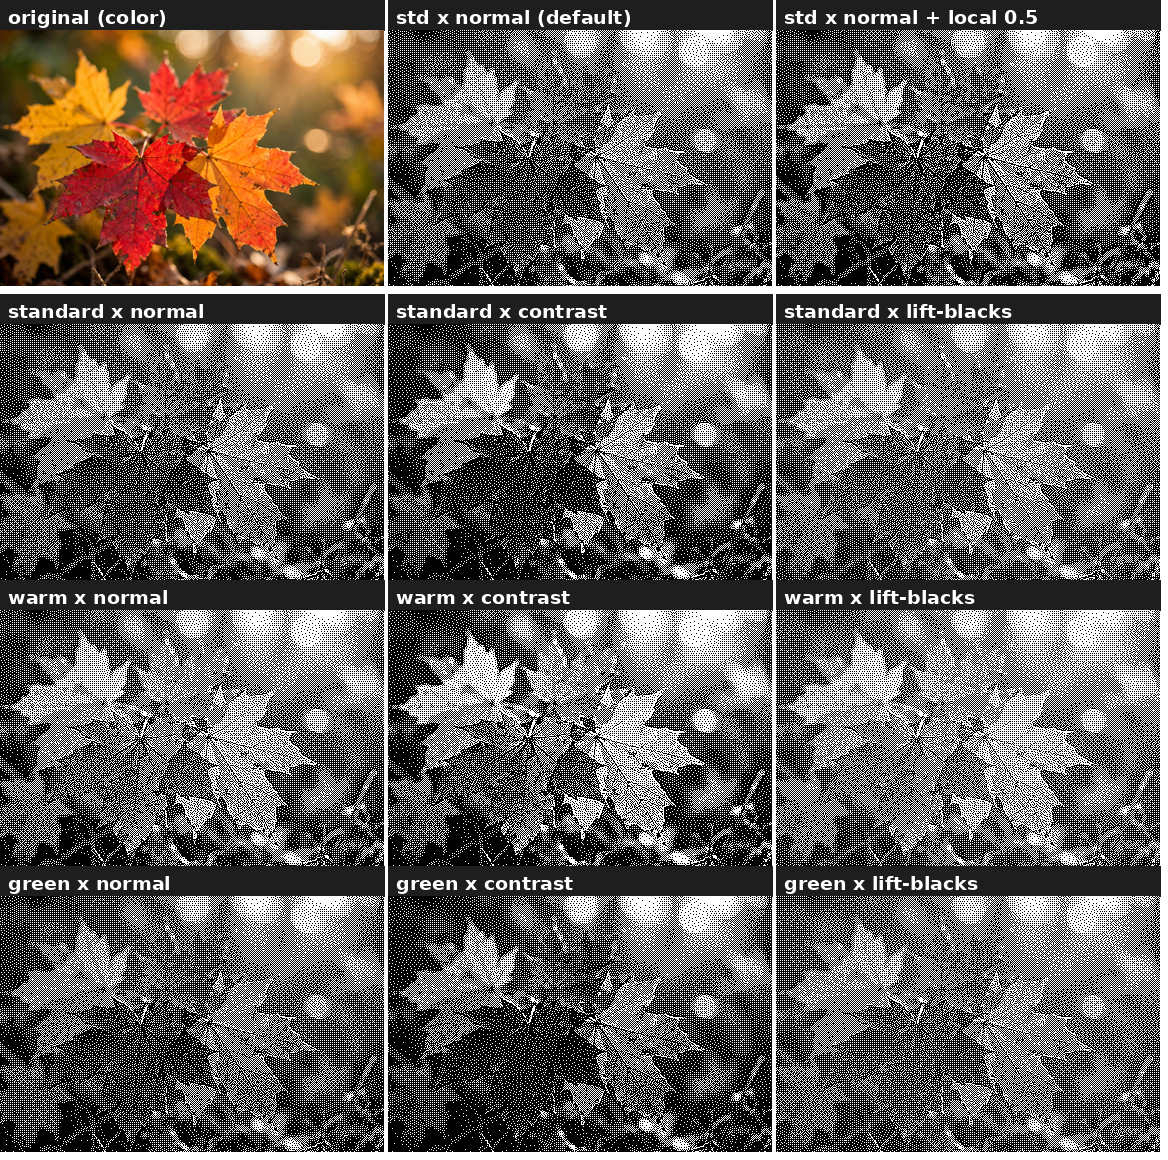 original (color)
std x normal (default)
std x normal + local 0.5
standard x normal
standard x contrast
standard x lift-blacks
warm x normal
warm x contrast
warm x lift-blacks
green x normal
green x contrast
green x lift-blacks